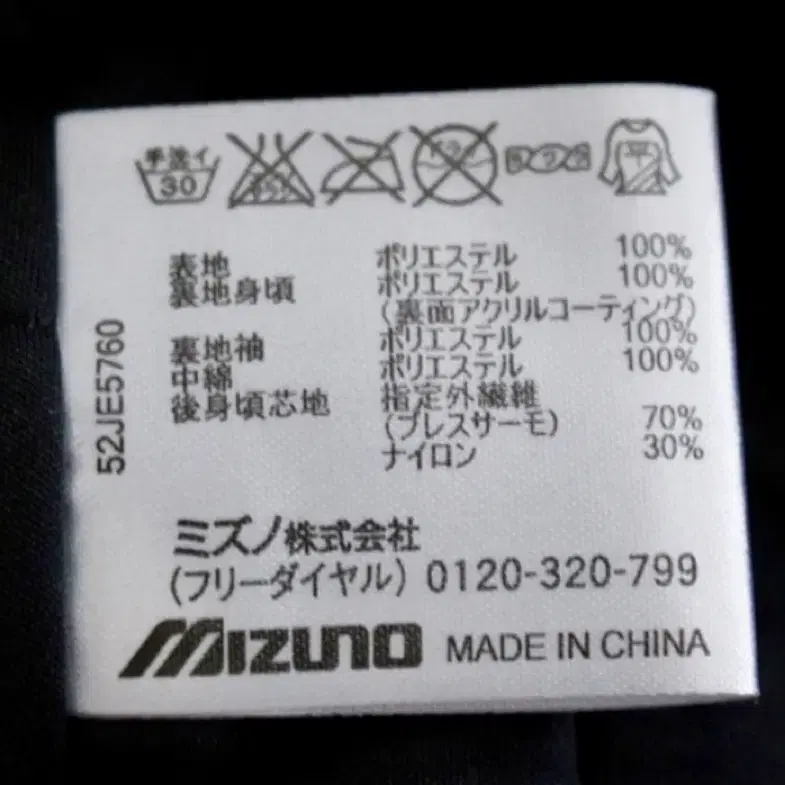 手洗イ
30
ヨワク
平
表地 ポリエステル 100%
裏地身頃 ポリエステル 100%
(裏面アクリルコーティング)
裏地袖 ポリエステル 100%
中綿 ポリエステル 100%
後身頃芯地 指定外繊維
(ブレスサーモ) 70%
ナイロン 30%
52JE5760
ミズノ株式会社
(フリーダイヤル) 0120-320-799
MIZUNO MADE IN CHINA